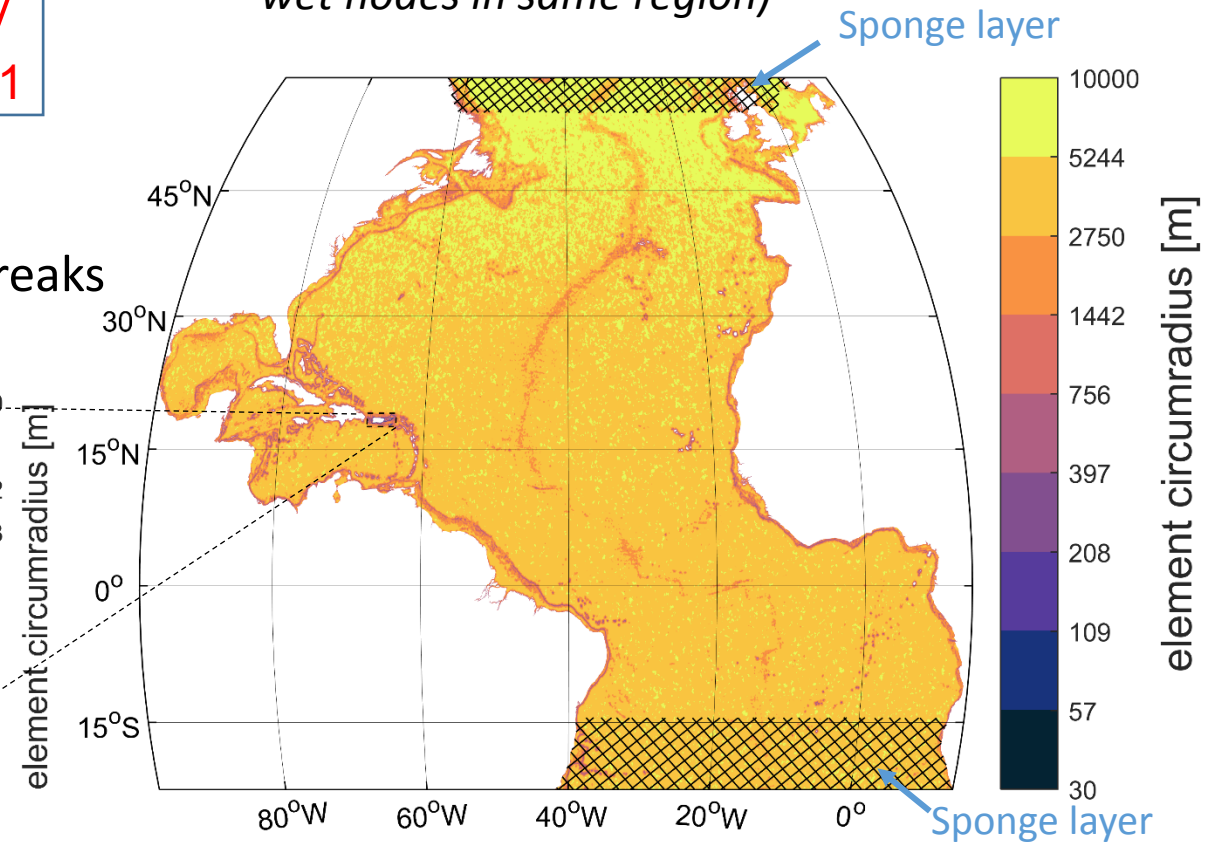 wet nodes in same region)
1
Sponge layer
reaks
45°N
30°N
15°N
0°
15°S
80°W
60°W
40°W
20°W
0°
10000
5244
2750
1442
756
397
208
109
57
30
element circumradius [m]
element circumradius [m]
Sponge layer